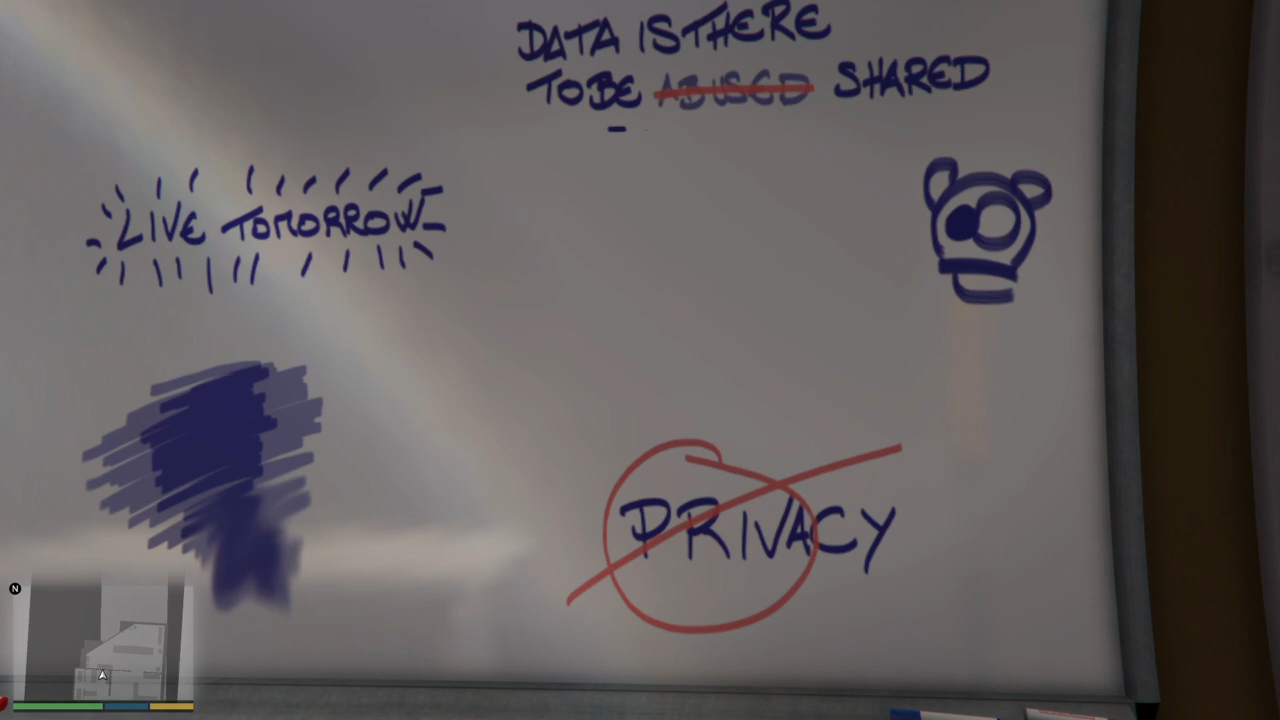 DATA IS THERE
TO BE ABUSED SHARED
LIVE TOMORROW
PRIVACY
N